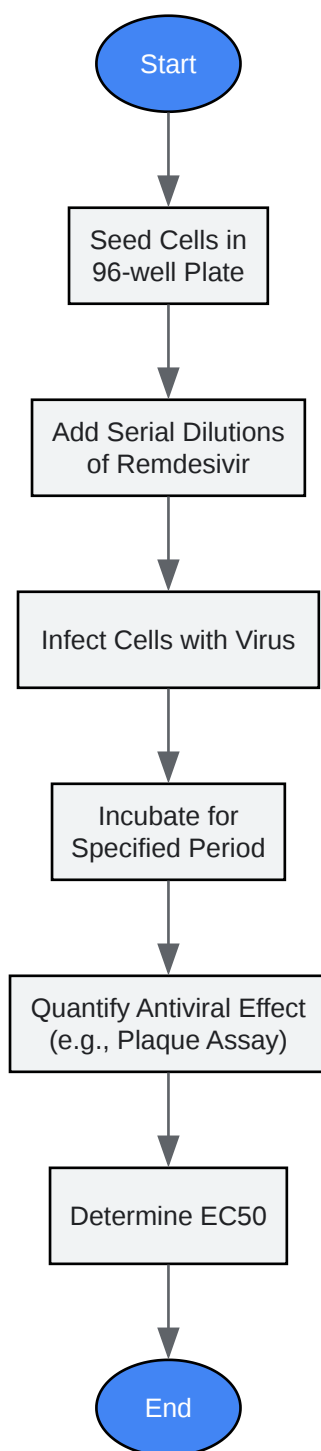 Start
Seed Cells in
96-well Plate
Add Serial Dilutions
of Remdesivir
Infect Cells with Virus
Incubate for
Specified Period
Quantify Antiviral Effect
(e.g., Plaque Assay)
Determine EC50
End